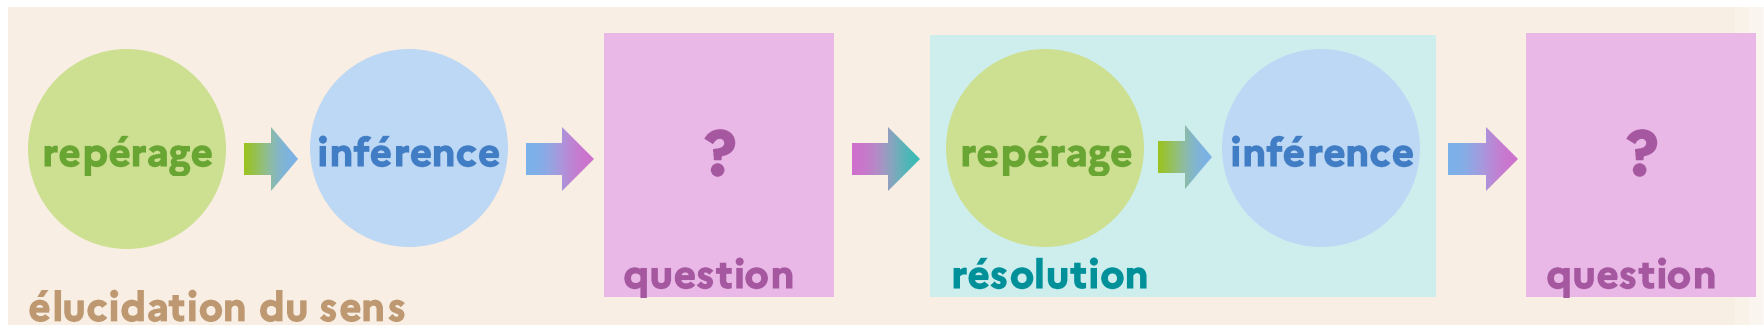 repérage
inférence
?
question
repérage
inférence
résolution
?
question
élucidation du sens